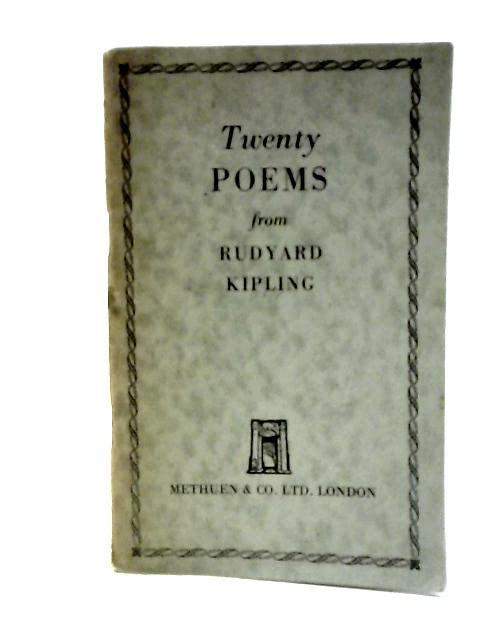 Twenty
POEMS
from
RUDYARD
KIPLING
METHUEN & CO. LTD. LONDON